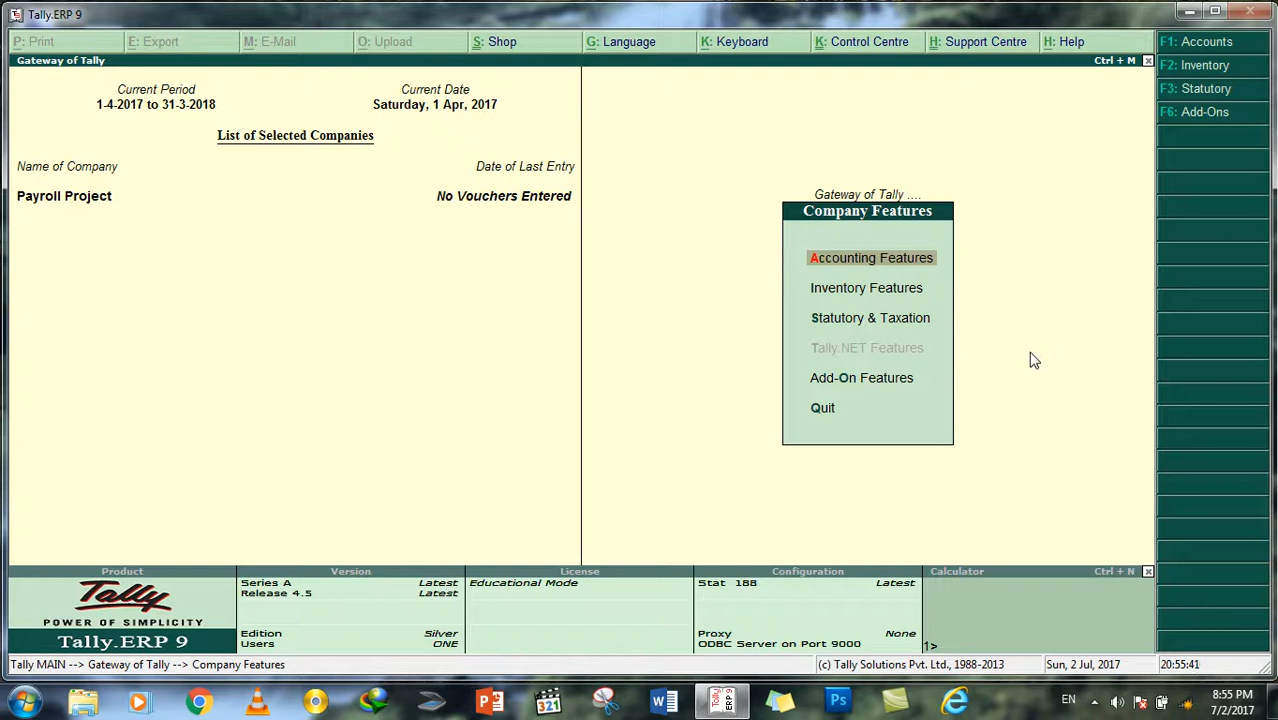 Tally.ERP 9
P: Print E: Export M: E-Mail O: Upload S: Shop G: Language K: Keyboard K: Control Centre H: Support Centre H: Help
F1: Accounts
F2: Inventory
F3: Statutory
F6: Add-Ons
Gateway of Tally Ctrl + M
Current Period Current Date
1-4-2017 to 31-3-2018 Saturday, 1 Apr, 2017
List of Selected Companies
Name of Company Date of Last Entry
Payroll Project No Vouchers Entered
Gateway of Tally ....
Company Features
Accounting Features
Inventory Features
Statutory & Taxation
Tally.NET Features
Add-On Features
Quit
Product Version License Configuration Calculator Ctrl + N
Tally
POWER OF SIMPLICITY
Tally.ERP 9
Series A Latest
Release 4.5 Latest
Edition Silver
Users ONE
Educational Mode
Stat 188 Latest
Proxy None
ODBC Server on Port 9000
1>
Tally MAIN --> Gateway of Tally --> Company Features (c) Tally Solutions Pvt. Ltd., 1988-2013 Sun, 2 Jul, 2017 20:55:41
321
Tally
ERP 9
Ps
EN
8:55 PM
7/2/2017